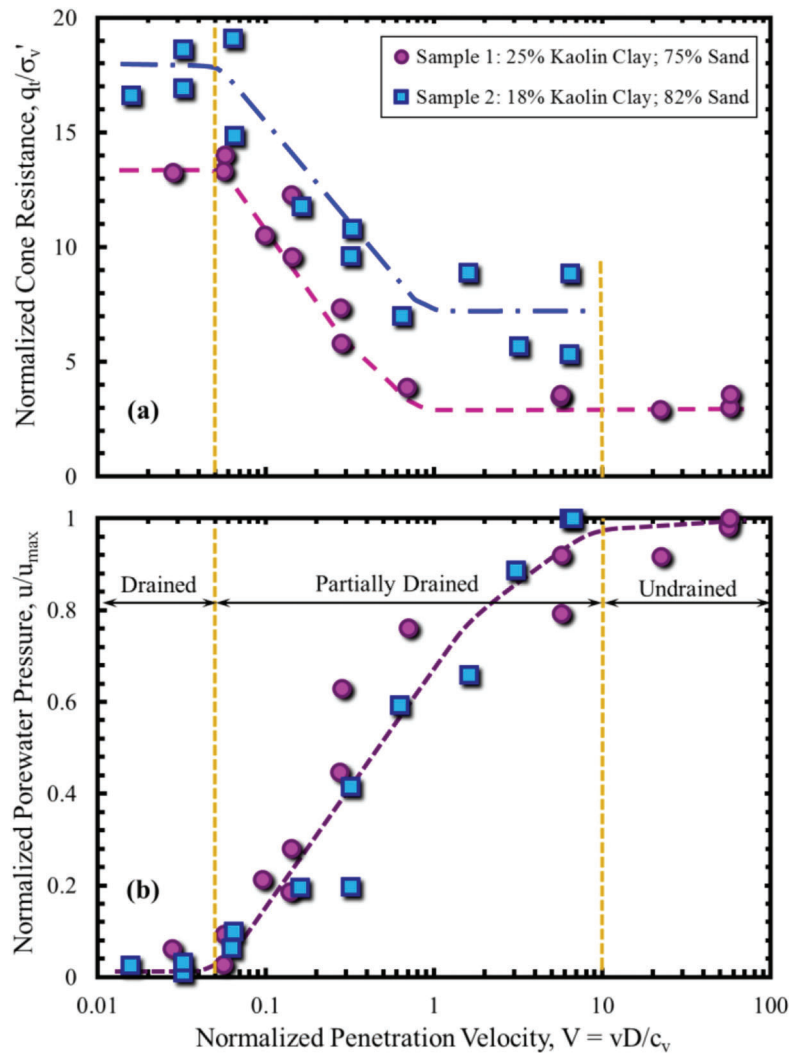 20
15
10
5
0
Normalized Cone Resistance, qt/σv'
Sample 1: 25% Kaolin Clay; 75% Sand
Sample 2: 18% Kaolin Clay; 82% Sand
(a)
1
0.8
0.6
0.4
0.2
0
Normalized Porewater Pressure, u/umax
Drained
Partially Drained
Undrained
(b)
0.01
0.1
1
10
100
Normalized Penetration Velocity, V = vD/cv